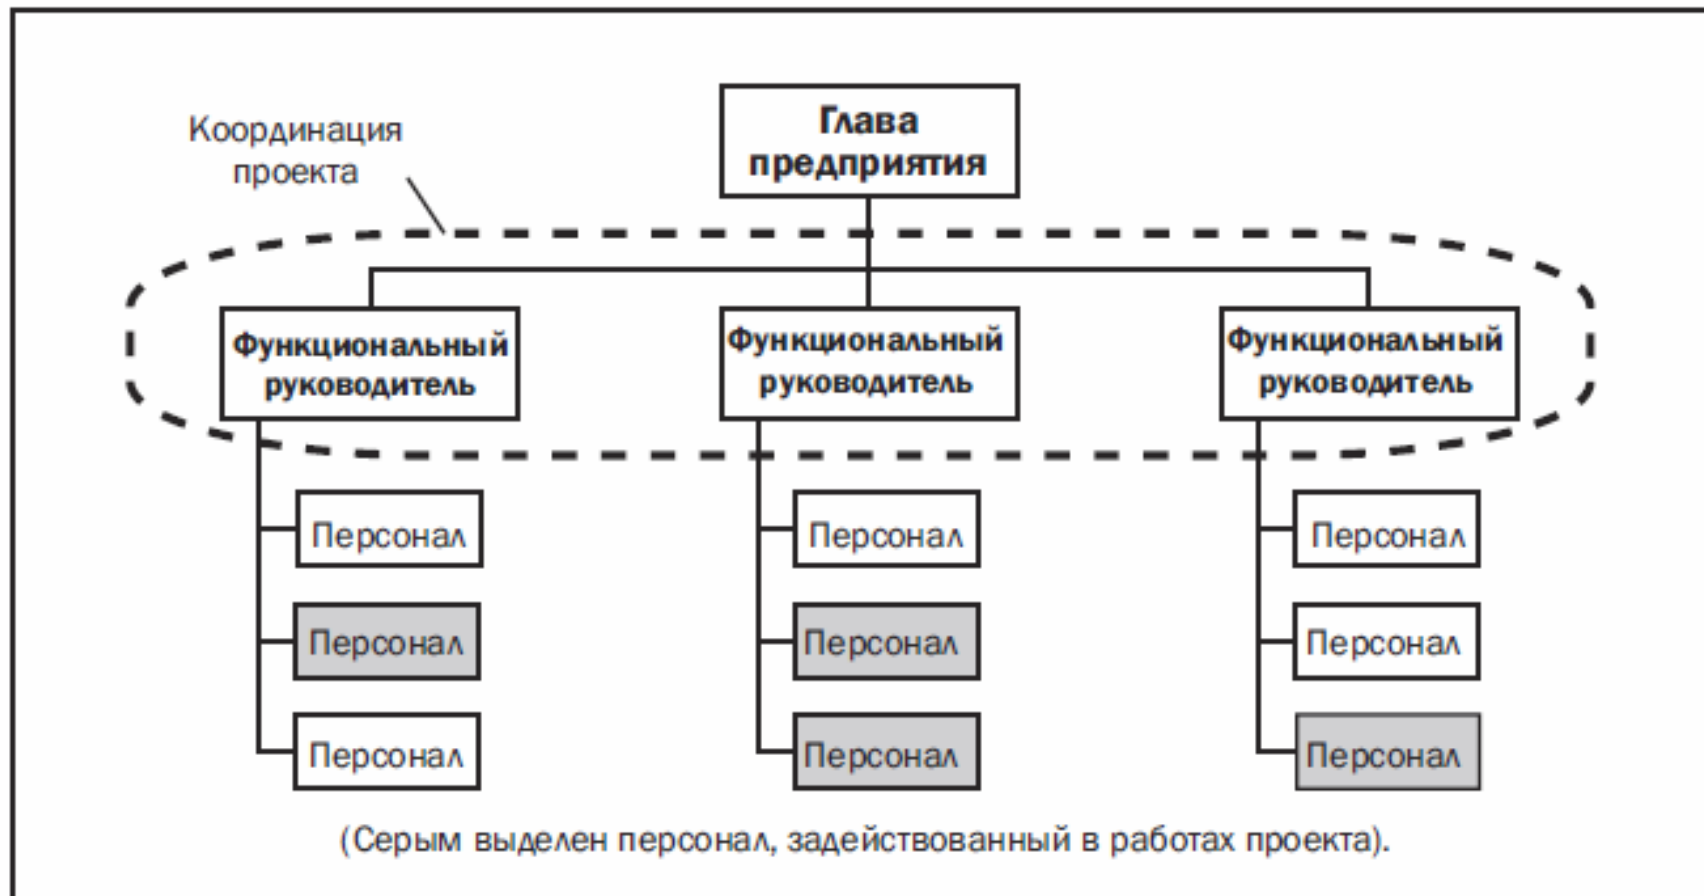 Координация
проекта
Глава
предприятия
Функциональный
руководитель
Функциональный
руководитель
Функциональный
руководитель
Персонал
Персонал
Персонал
Персонал
Персонал
Персонал
Персонал
Персонал
Персонал
(Серым выделен персонал, задействованный в работах проекта).